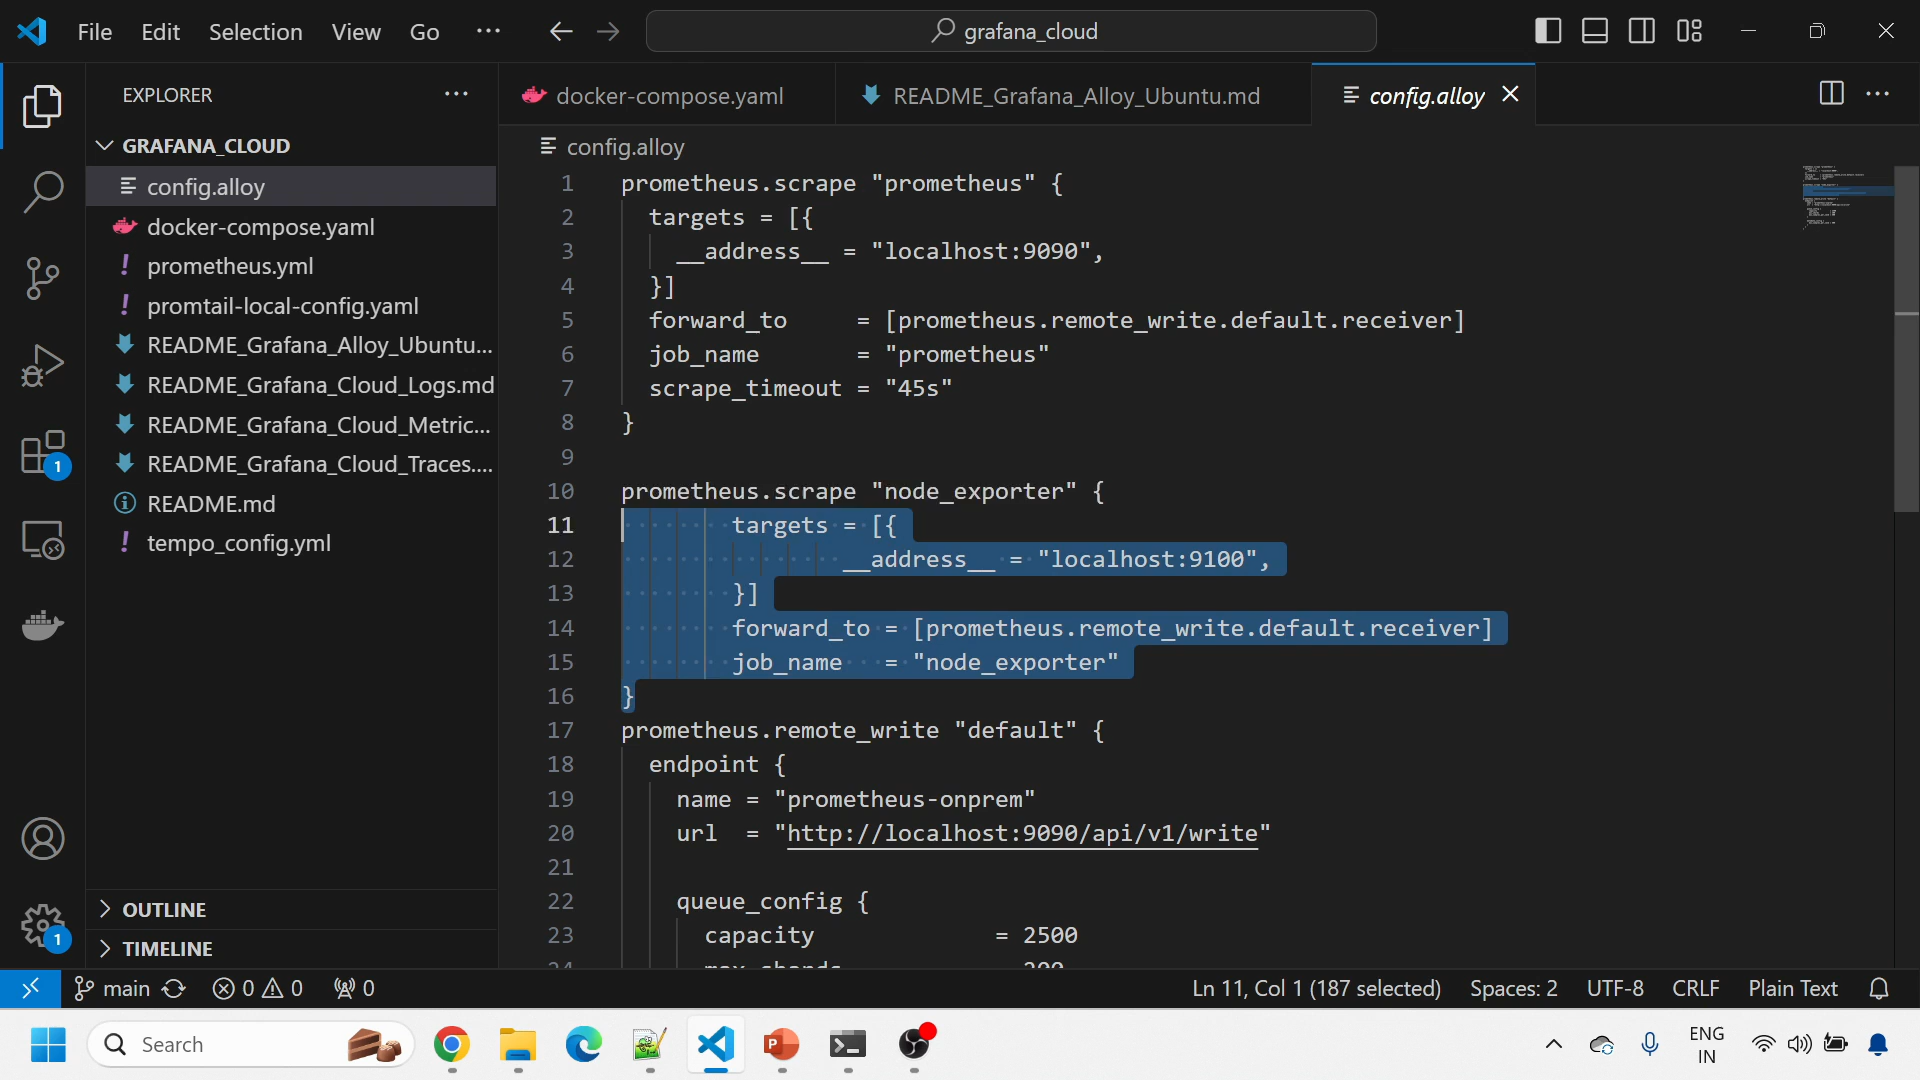 File Edit Selection View Go ··· grafana_cloud
EXPLORER
GRAFANA_CLOUD
config.alloy
docker-compose.yaml
prometheus.yml
promtail-local-config.yaml
README_Grafana_Alloy_Ubuntu...
README_Grafana_Cloud_Logs.md
README_Grafana_Cloud_Metric...
README_Grafana_Cloud_Traces....
README.md
tempo_config.yml
OUTLINE
TIMELINE
1
1
docker-compose.yaml README_Grafana_Alloy_Ubuntu.md config.alloy
config.alloy
1 prometheus.scrape "prometheus" {
2 targets = [{
3 __address__ = "localhost:9090",
4 }]
5 forward_to = [prometheus.remote_write.default.receiver]
6 job_name = "prometheus"
7 scrape_timeout = "45s"
8 }
9
10 prometheus.scrape "node_exporter" {
11 targets = [{
12 __address__ = "localhost:9100",
13 }]
14 forward_to = [prometheus.remote_write.default.receiver]
15 job_name = "node_exporter"
16 }
17 prometheus.remote_write "default" {
18 endpoint {
19 name = "prometheus-onprem"
20 url = "http://localhost:9090/api/v1/write"
21
22 queue_config {
23 capacity = 2500
main 0 0 0 Ln 11, Col 1 (187 selected) Spaces: 2 UTF-8 CRLF Plain Text
Search ENG
IN